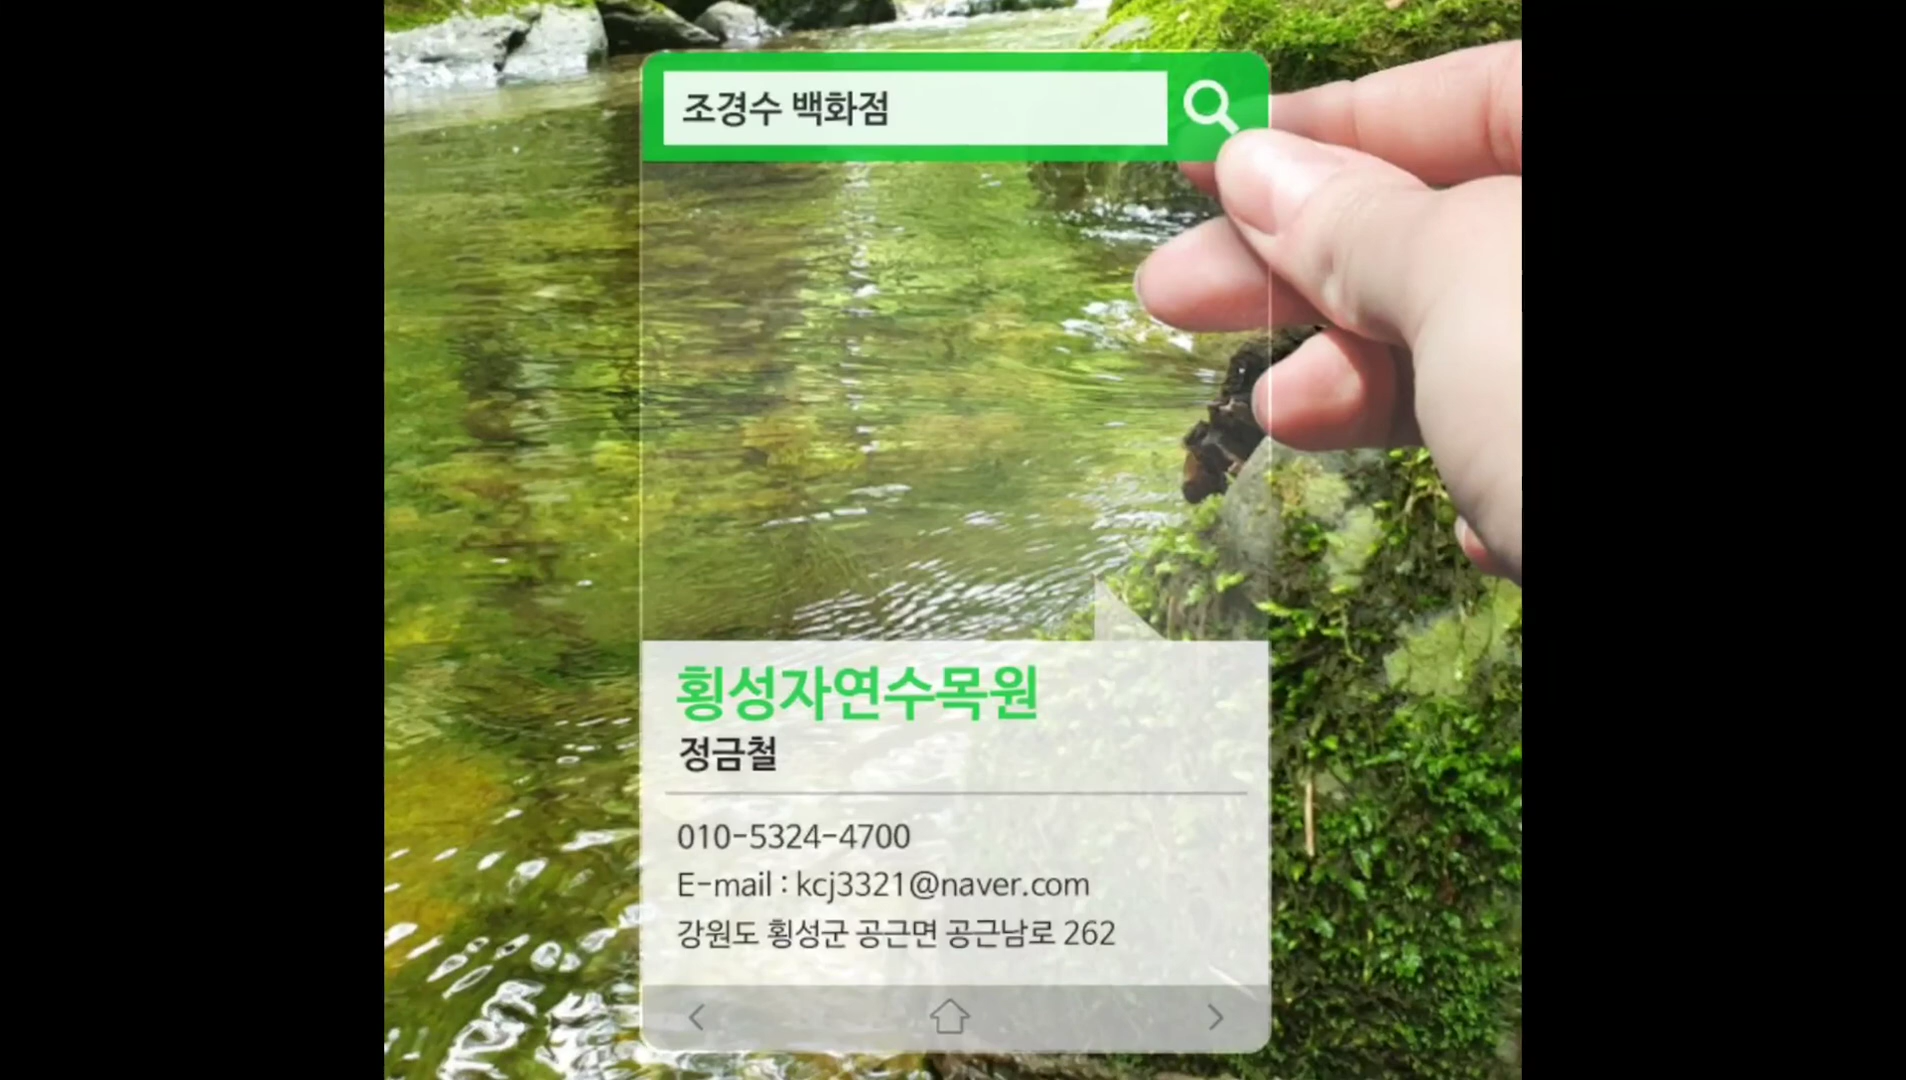 조경수 백화점
횡성자연수목원
정금철
010-5324-4700
E-mail : kcj3321@naver.com
강원도 횡성군 공근면 공근남로 262